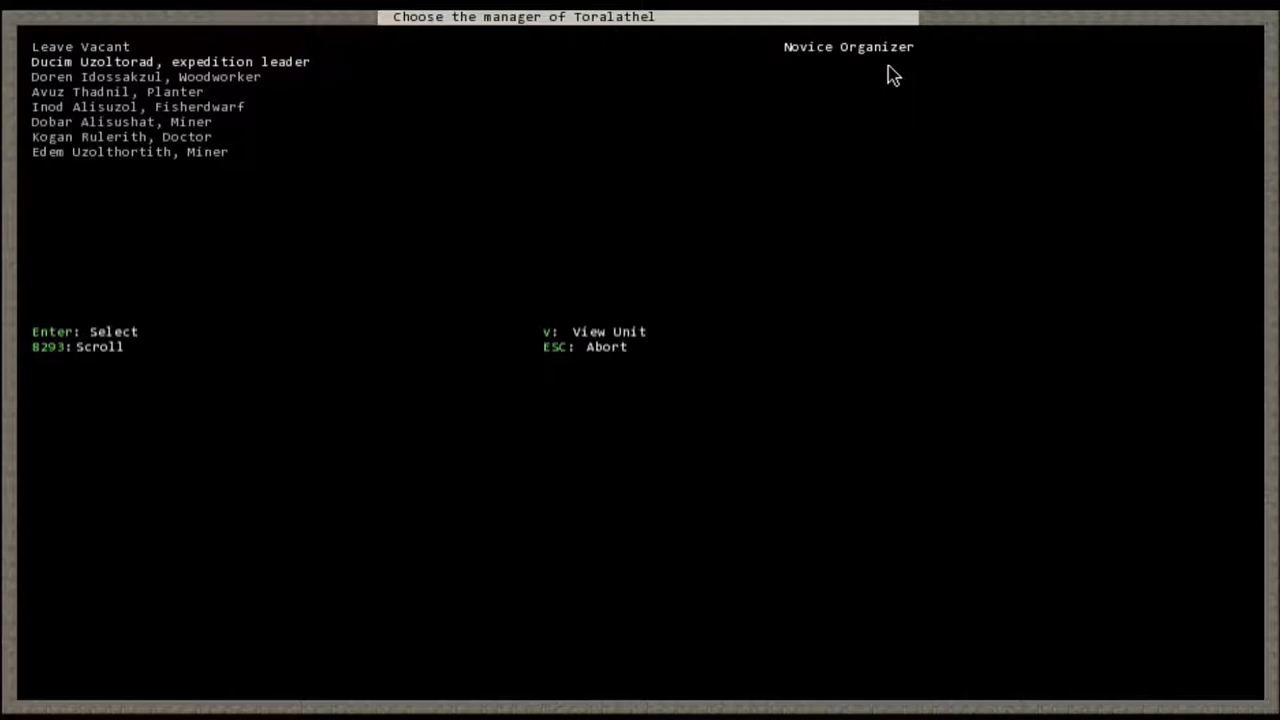 Choose the manager of Toralathel
Leave Vacant
Novice Organizer
Ducim Uzoltorad, expedition leader
Doren Idossakzul, Woodworker
Avuz Thadnil, Planter
Inod Alisuzol, Fisherdwarf
Dobar Alisushat, Miner
Kogan Rulerith, Doctor
Edem Uzolthortith, Miner
Enter: Select
v: View Unit
8293: Scroll
ESC: Abort